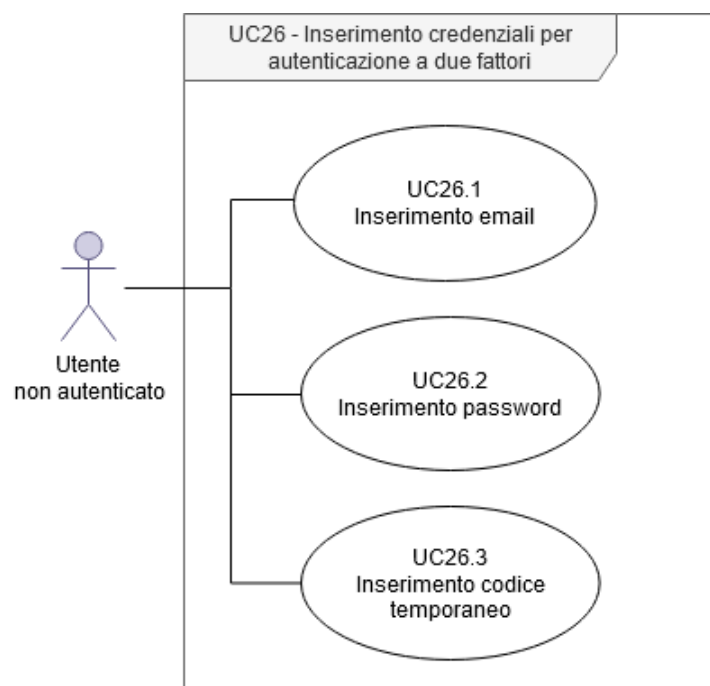 UC26 - Inserimento credenziali per
autenticazione a due fattori
UC26.1
Inserimento email
Utente
non autenticato
UC26.2
Inserimento password
UC26.3
Inserimento codice
temporaneo